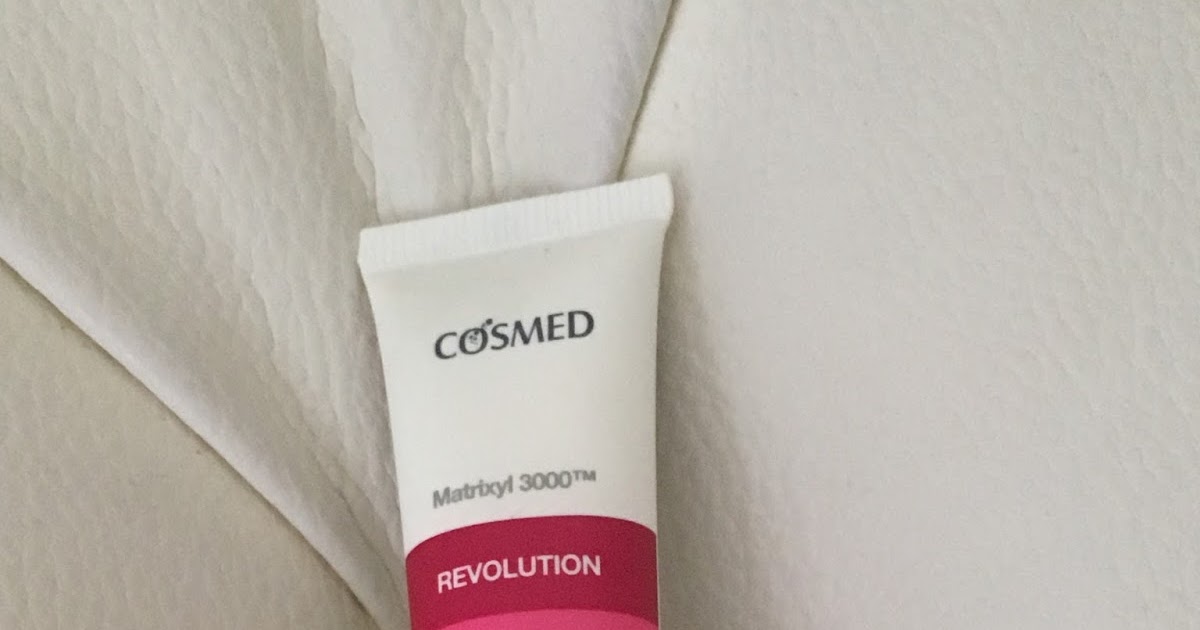 COSMED
Matrixyl 3000™
REVOLUTION